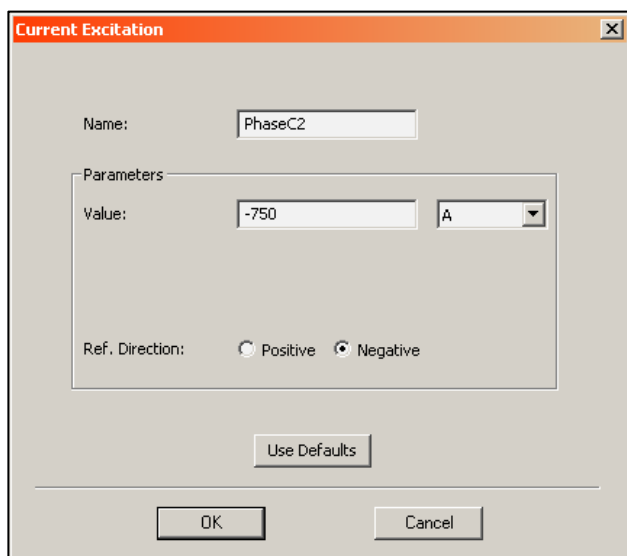 Current Excitation
Name: PhaseC2
Parameters
Value: -750 A
Ref. Direction: Positive Negative
Use Defaults
OK Cancel